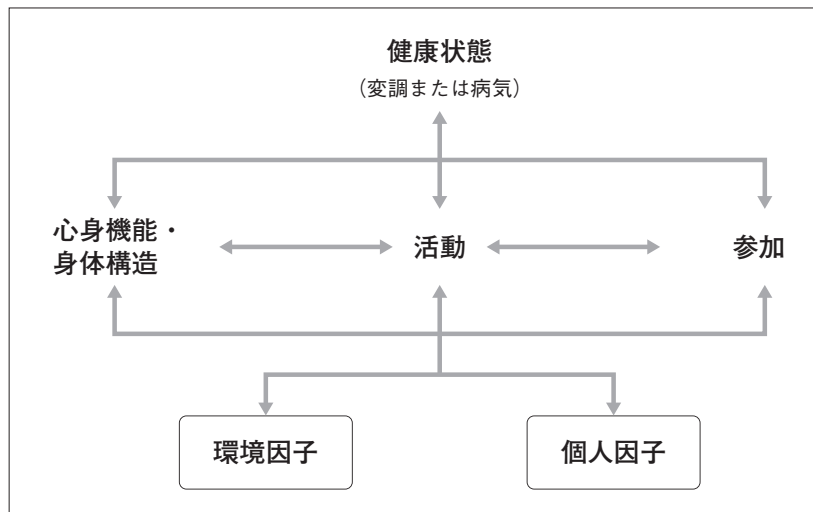 健康状態
（変調または病気）
心身機能・
身体構造
活動
参加
環境因子
個人因子